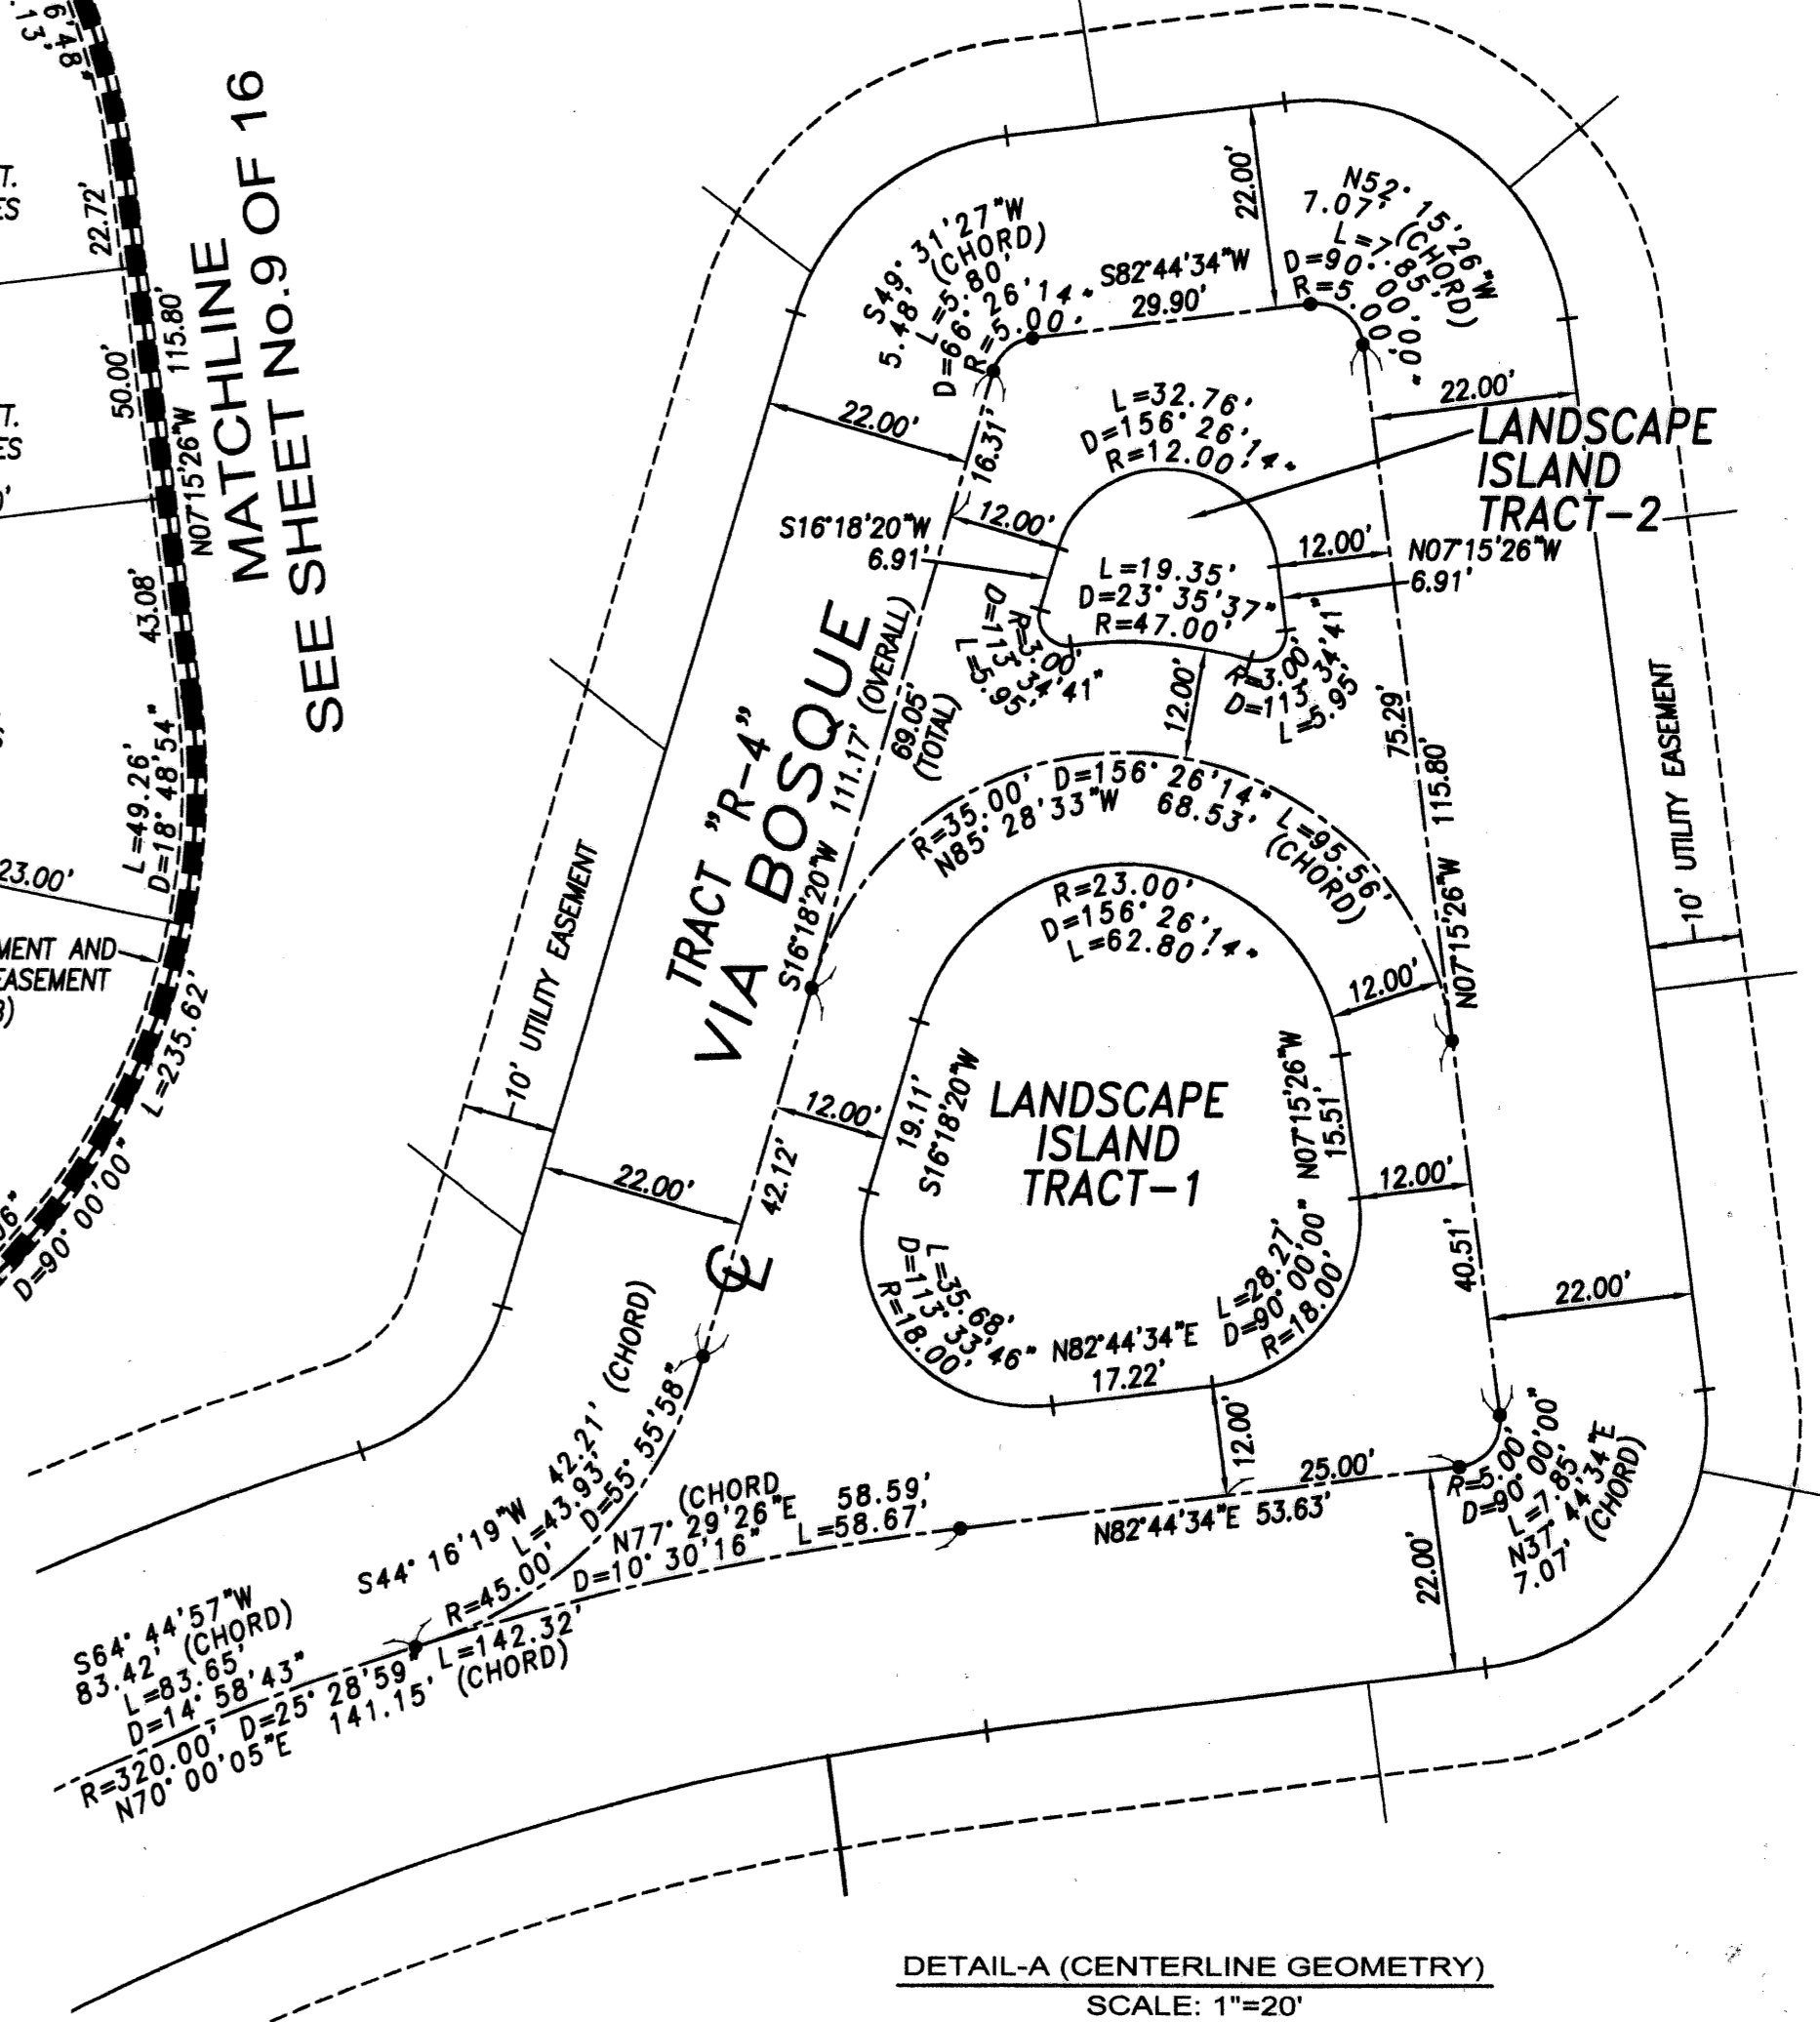 22.72'
50.00'
N07°15'26"W 115.80'
43.08'
L=49.26'
D=18°48'54"
23.00'
L=235.62'
D=90°00'00"
MATCHLINE
SEE SHEET No.9 OF 16
S49°31'27"W
5.48' (CHORD)
L=5.80'
D=66°26'14"
R=5.00'
S82°44'34"W
29.90'
22.00'
N52°15'26"W
7.07' (CHORD)
L=7.85'
D=90°00'00"
R=5.00'
22.00'
22.00'
16.31'
L=32.76'
D=156°26'14"
R=12.00'
LANDSCAPE
ISLAND
TRACT-2
12.00'
S16°18'20"W
6.91'
12.00'
N07°15'26"W
6.91'
L=19.35'
D=23°35'37"
R=47.00'
R=3.00'
D=113°34'41"
L=5.95'
R=3.00'
D=113°34'41"
L=5.95'
12.00'
TRACT "R-4"
VIA BOSQUE
S16°18'20"W 111.17' (OVERALL)
69.05'
(TOTAL)
75.29'
N07°15'26"W 115.80'
R=35.00' D=156°26'14" L=95.56'
N85°28'33"W 68.53' (CHORD)
R=23.00'
D=156°26'14"
L=62.80'
10' UTILITY EASEMENT
10' UTILITY EASEMENT
12.00'
12.00'
19.11'
S16°18'20"W
LANDSCAPE
ISLAND
TRACT-1
N07°15'26"W
15.51'
12.00'
22.00'
42.12'
CL
L=35.68'
D=113°33'46"
R=18.00'
L=28.27'
D=90°00'00"
R=18.00'
N82°44'34"E
17.22'
40.51'
22.00'
12.00'
25.00'
N82°44'34"E 53.63'
22.00'
R=5.00'
D=90°00'00"
L=7.85'
N37°44'34"E
7.07' (CHORD)
S44°16'19"W 42.21' (CHORD)
L=43.93'
R=45.00' D=55°55'58"
(CHORD
N77°29'26"E 58.59'
D=10°30'16" L=58.67'
S64°44'57"W
83.42' (CHORD)
L=83.65'
D=14°58'43"
R=320.00' D=25°28'59" L=142.32'
N70°00'05"E 141.15' (CHORD)
MENT AND
EASEMENT
DETAIL-A (CENTERLINE GEOMETRY)
SCALE: 1"=20'